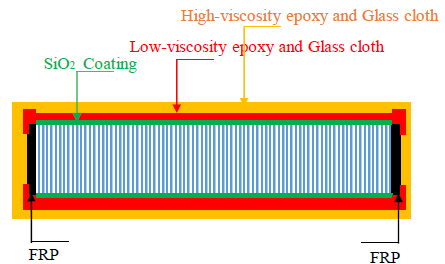 High-viscosity epoxy and Glass cloth
Low-viscosity epoxy and Glass cloth
SiO₂ Coating
FRP
FRP